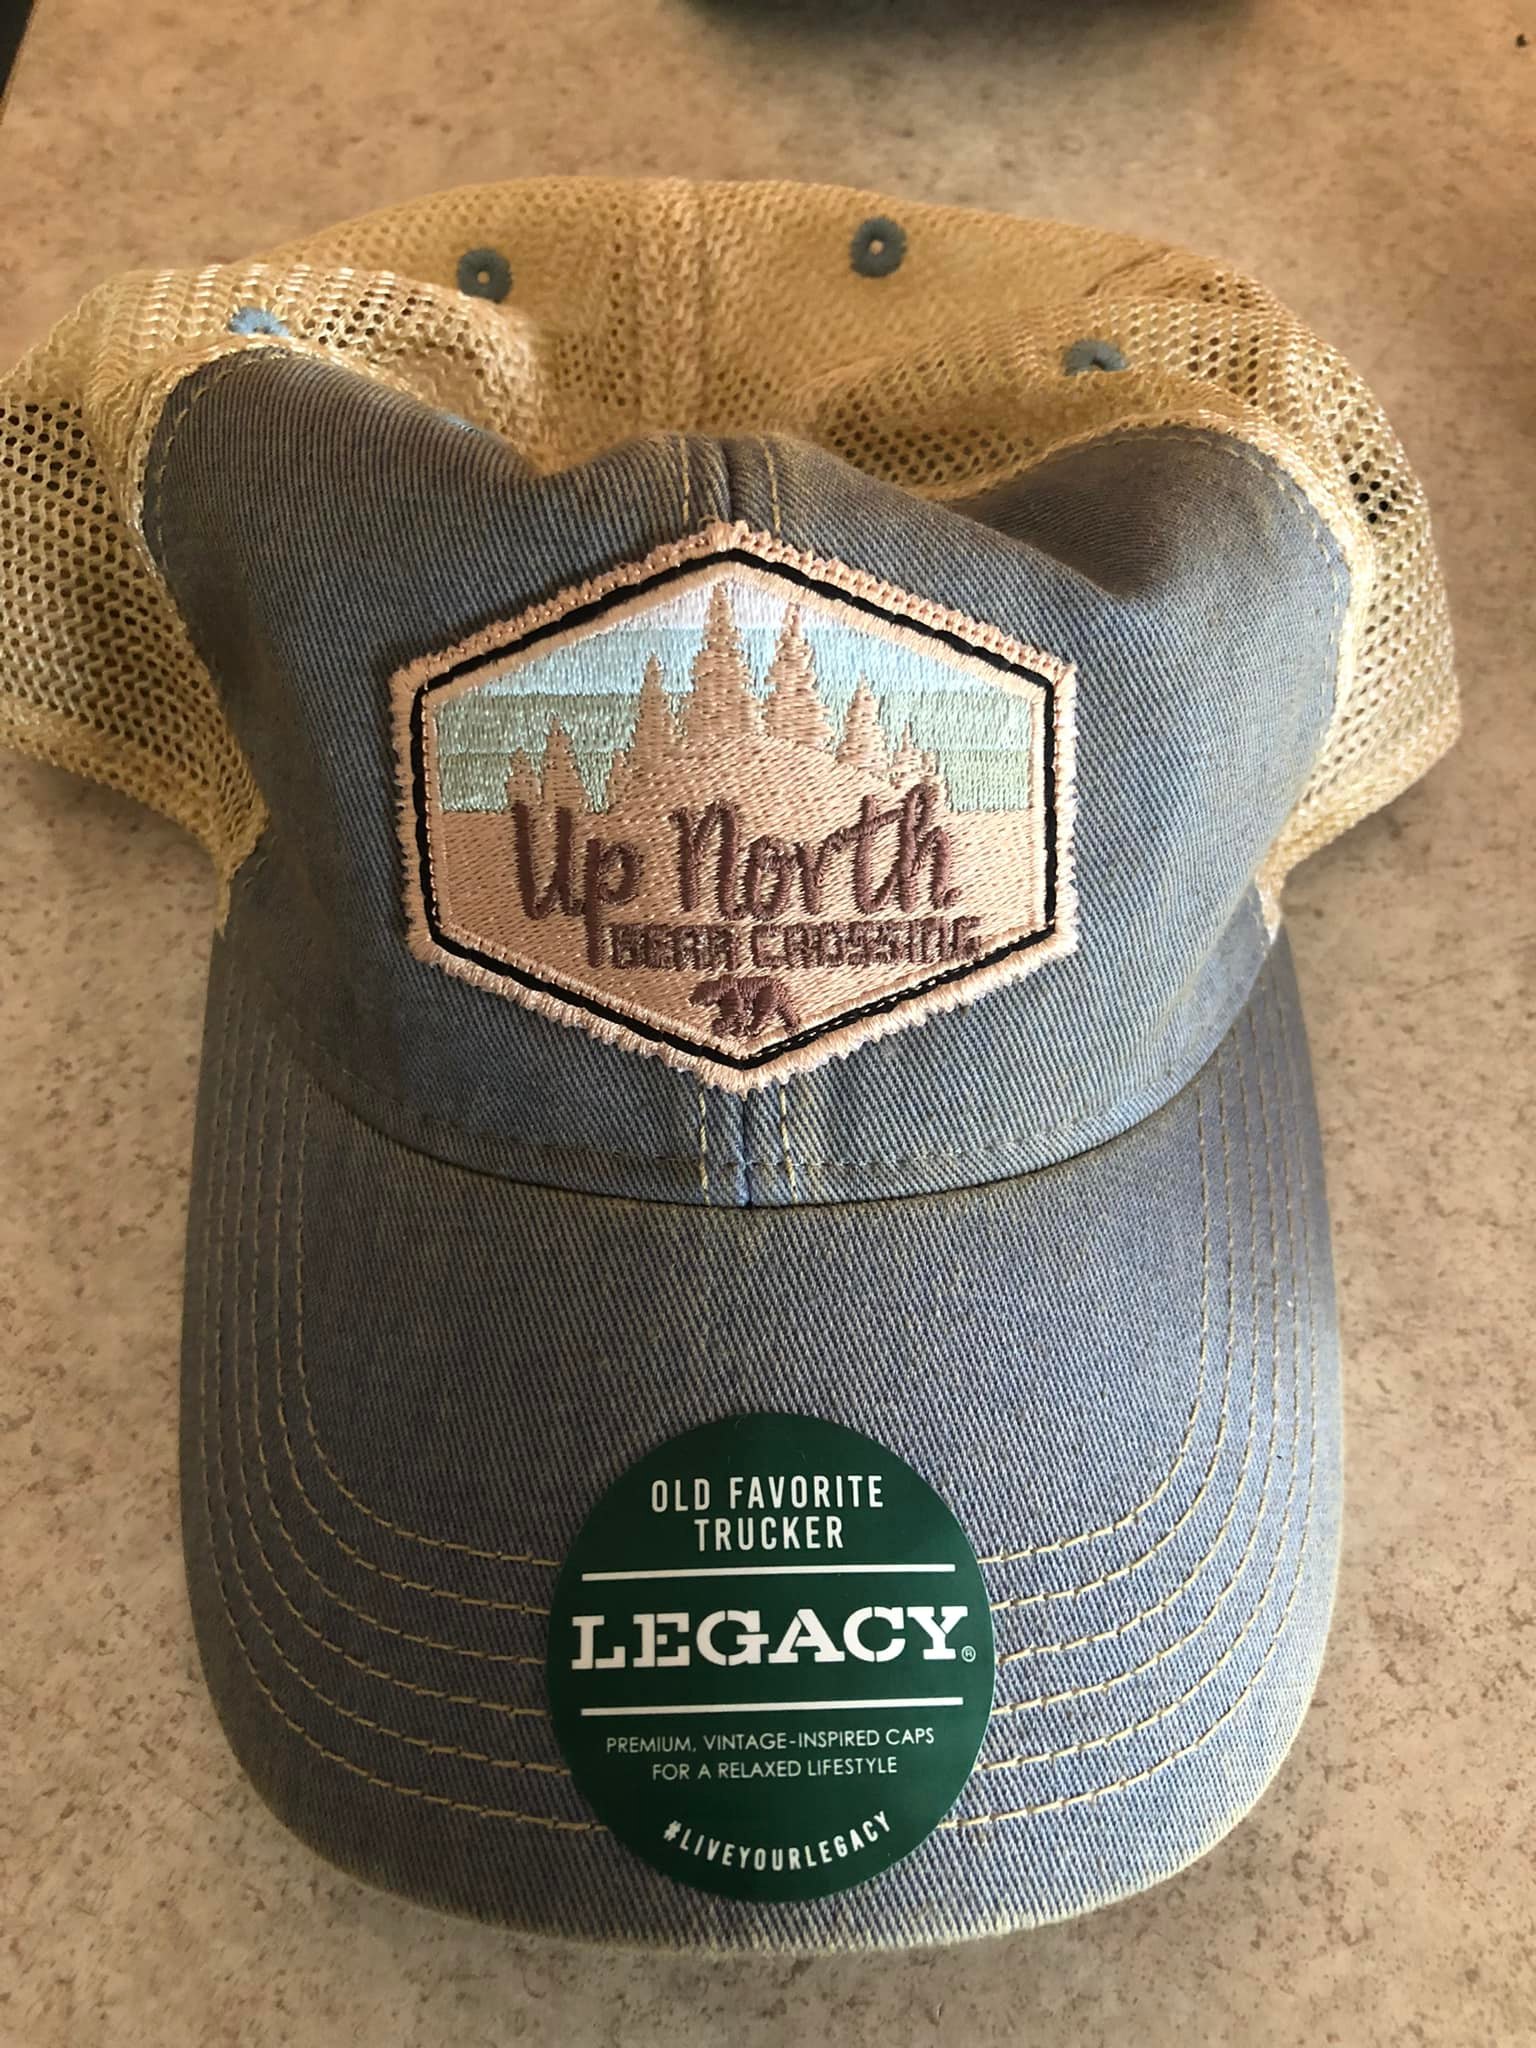 Up North
BEAR CROSSING
OLD FAVORITE
TRUCKER
LEGACY®
PREMIUM, VINTAGE-INSPIRED CAPS
FOR A RELAXED LIFESTYLE
#LIVEYOURLEGACY